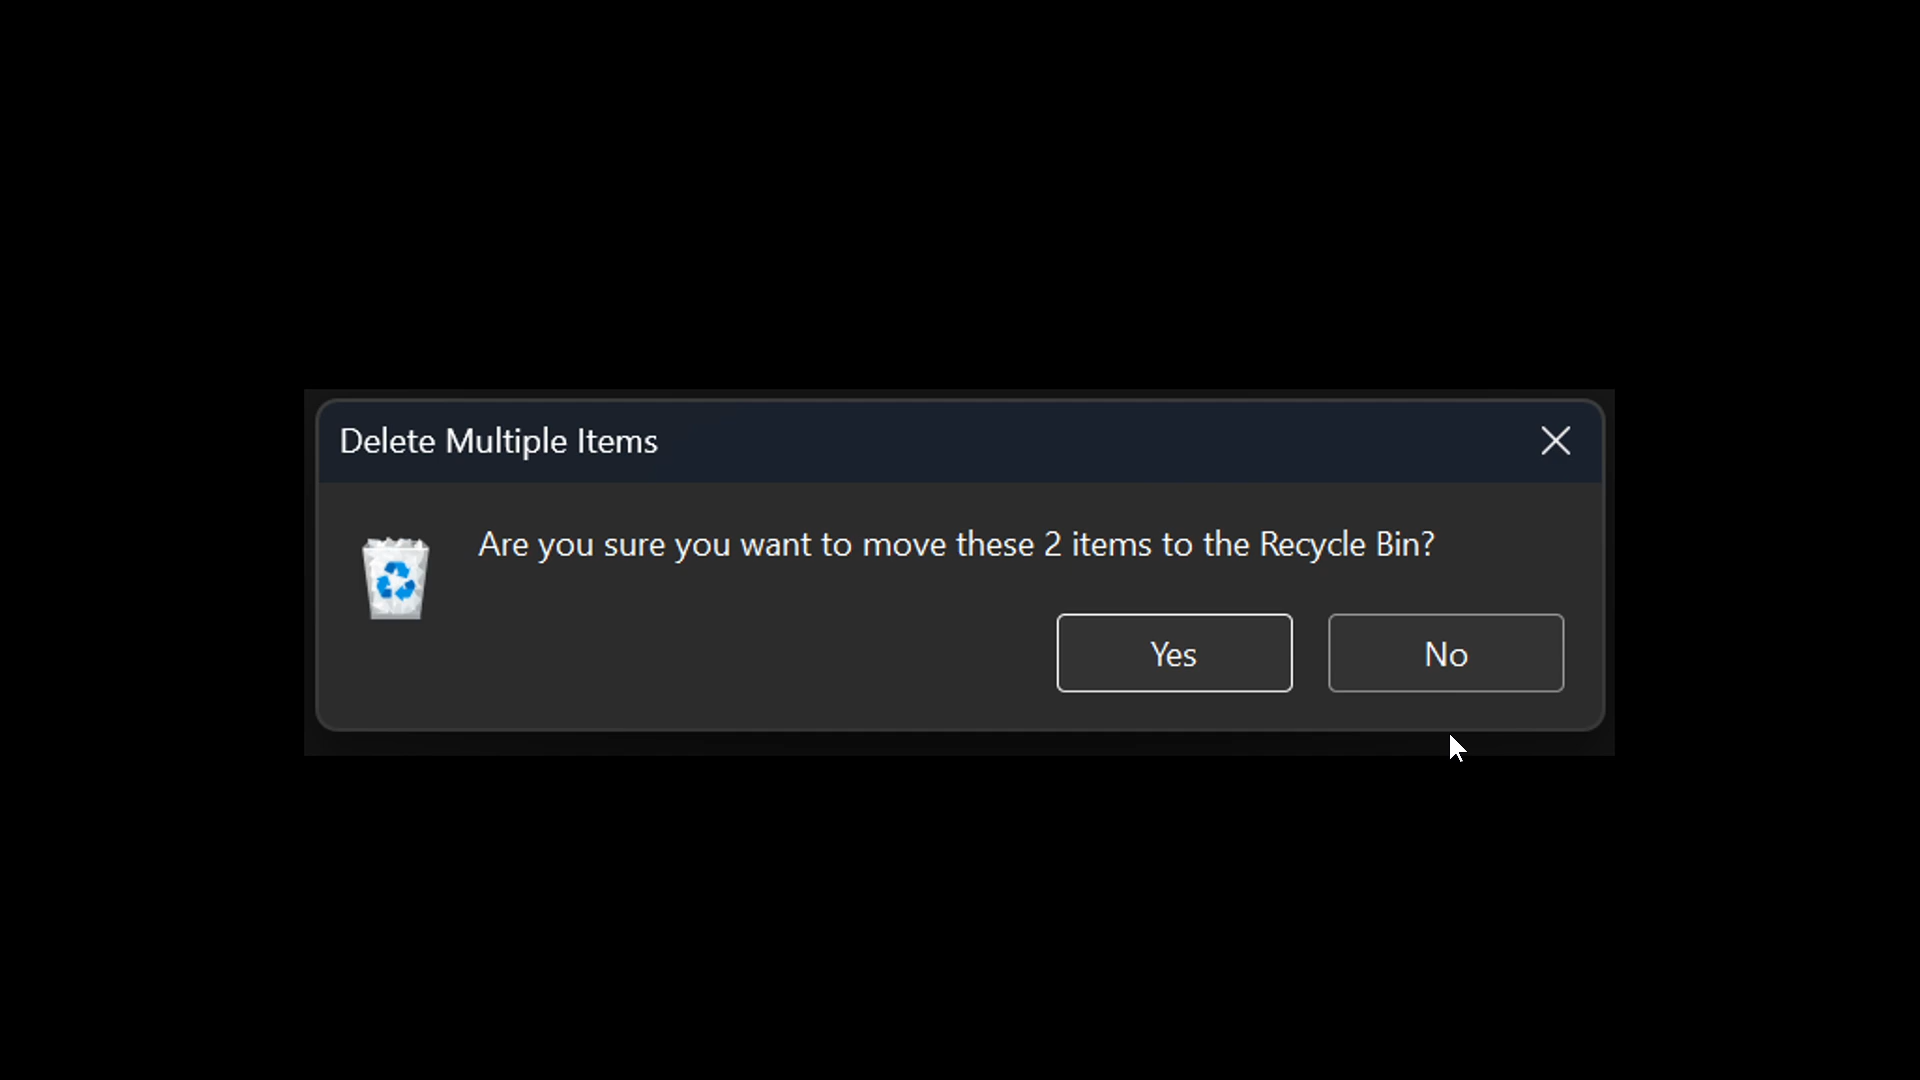 Delete Multiple Items
Are you sure you want to move these 2 items to the Recycle Bin?
Yes No